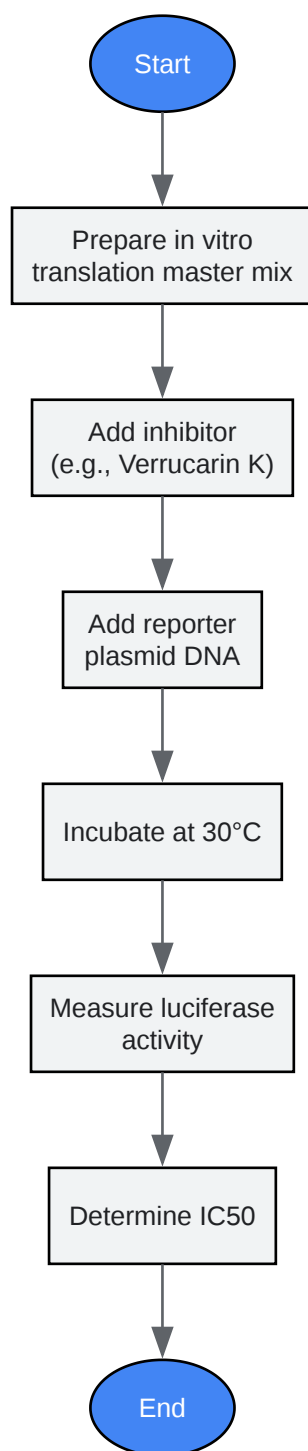 Start
Prepare in vitro
translation master mix
Add inhibitor
(e.g., Verrucarin K)
Add reporter
plasmid DNA
Incubate at 30°C
Measure luciferase
activity
Determine IC50
End